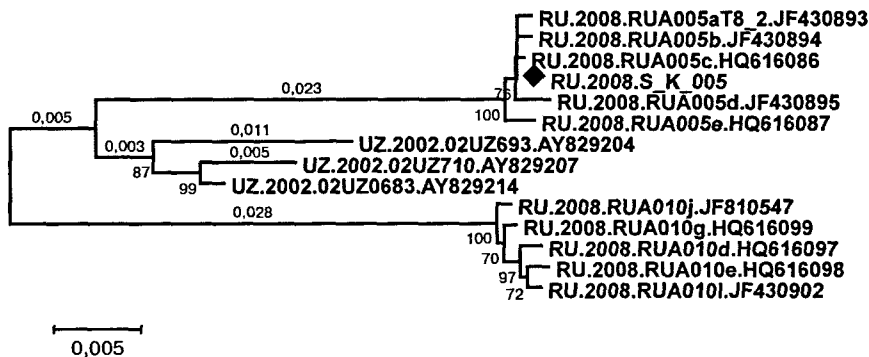 RU.2008.RUA005aT8_2.JF430893
RU.2008.RUA005b.JF430894
RU.2008.RUA005c.HQ616086
RU.2008.S_K_005
RU.2008.RUA005d.JF430895
RU.2008.RUA005e.HQ616087
UZ.2002.02UZ693.AY829204
UZ.2002.02UZ710.AY829207
UZ.2002.02UZ0683.AY829214
RU.2008.RUA010j.JF810547
RU.2008.RUA010g.HQ616099
RU.2008.RUA010d.HQ616097
RU.2008.RUA010e.HQ616098
RU.2008.RUA010l.JF430902
0,023
76
100
0,005
0,011
0,003
0,005
87
99
0,028
100
70
97
72
0,005